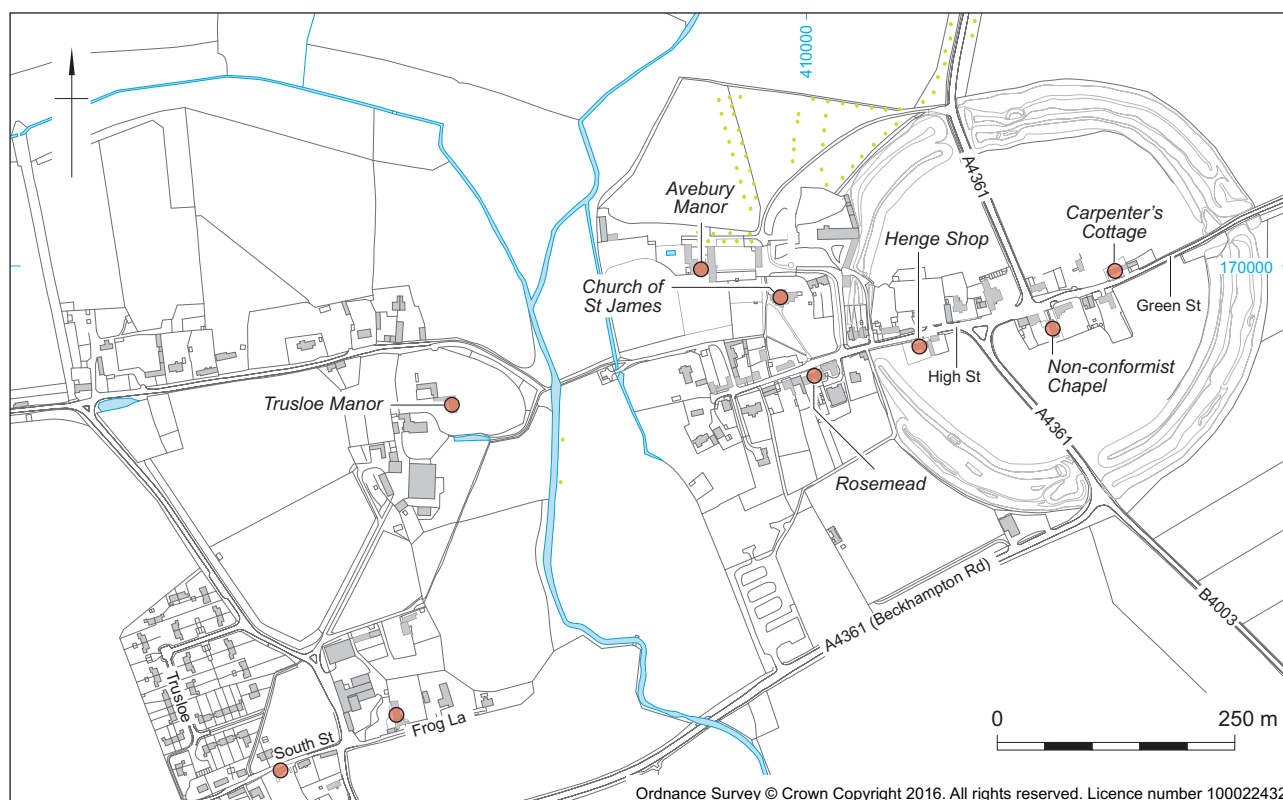 410000
A4361
Avebury
Manor
Henge Shop
Carpenter's
Cottage
170000
Church of
St James
Green St
High St
Non-conformist
Chapel
Trusloe Manor
A4361
Rosemead
A4361 (Beckhampton Rd)
B4003
Trusloe
Frog La
South St
0
250 m
Ordnance Survey © Crown Copyright 2016. All rights reserved. Licence number 100022432